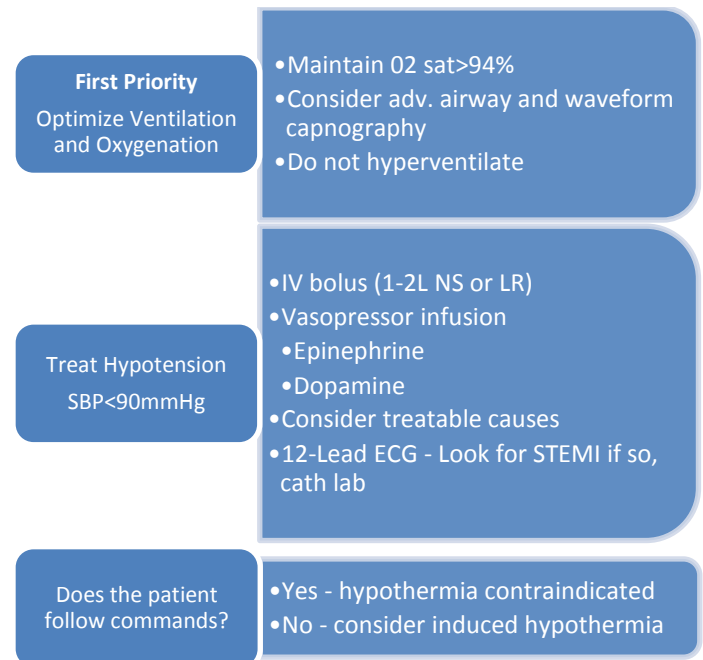 First Priority
Optimize Ventilation
and Oxygenation
•Maintain 02 sat>94%
•Consider adv. airway and waveform
capnography
•Do not hyperventilate
Treat Hypotension
SBP<90mmHg
•IV bolus (1-2L NS or LR)
•Vasopressor infusion
•Epinephrine
•Dopamine
•Consider treatable causes
•12-Lead ECG - Look for STEMI if so,
cath lab
Does the patient
follow commands?
•Yes - hypothermia contraindicated
•No - consider induced hypothermia